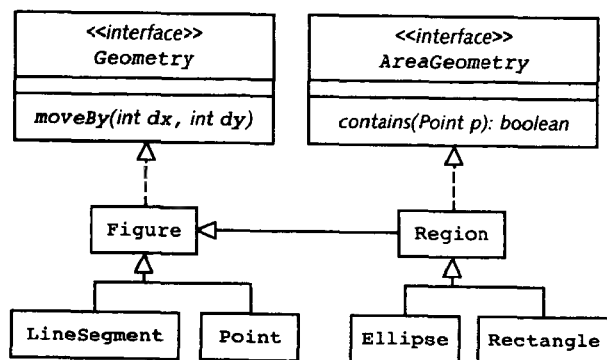 <<interface>>
Geometry
moveBy(int dx, int dy)
<<interface>>
AreaGeometry
contains(Point p): boolean
Figure
Region
LineSegment
Point
Ellipse
Rectangle